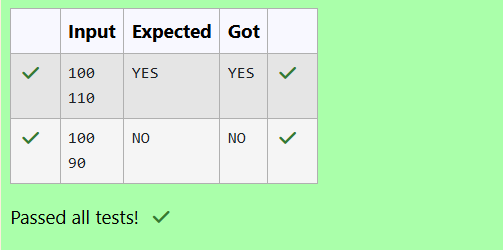 Input Expected Got
100 YES YES
110
100 NO NO
90
Passed all tests!